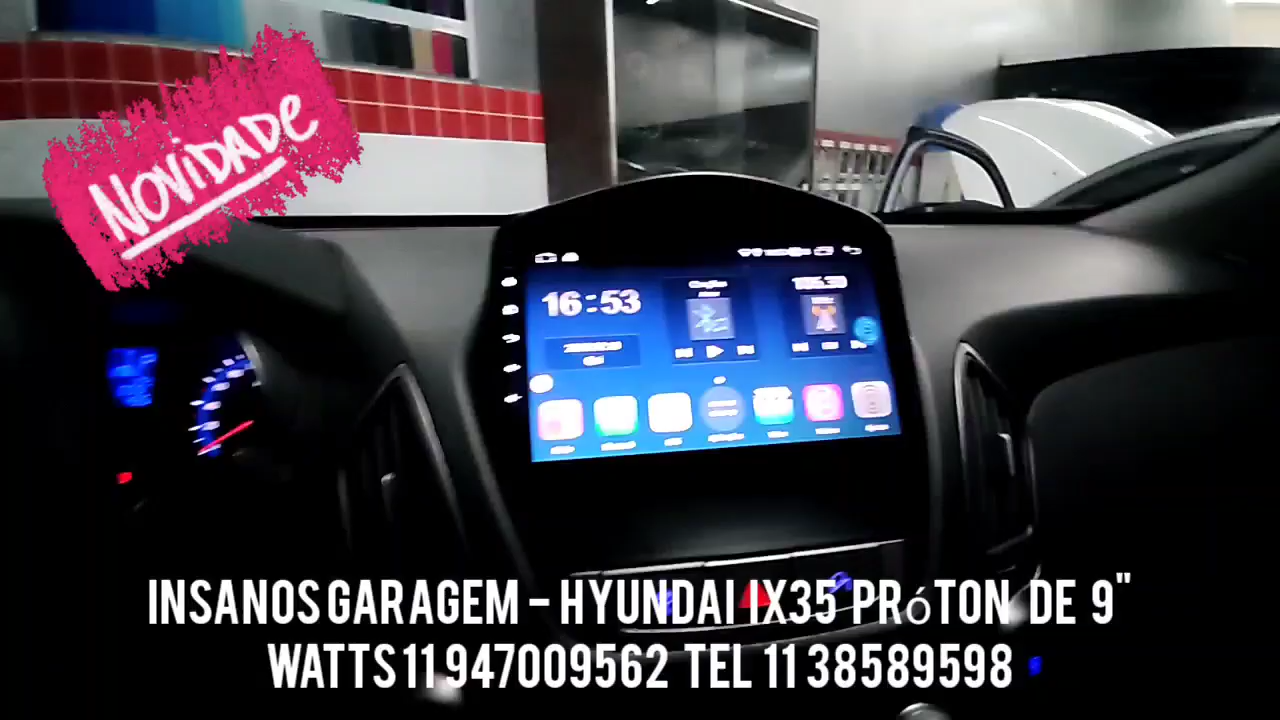 NOVIDADE
16:53
INSANOS GARAGEM - HYUNDAI IX35 PRóTON DE 9"
WATTS 11 947009562 TEL 11 38589598